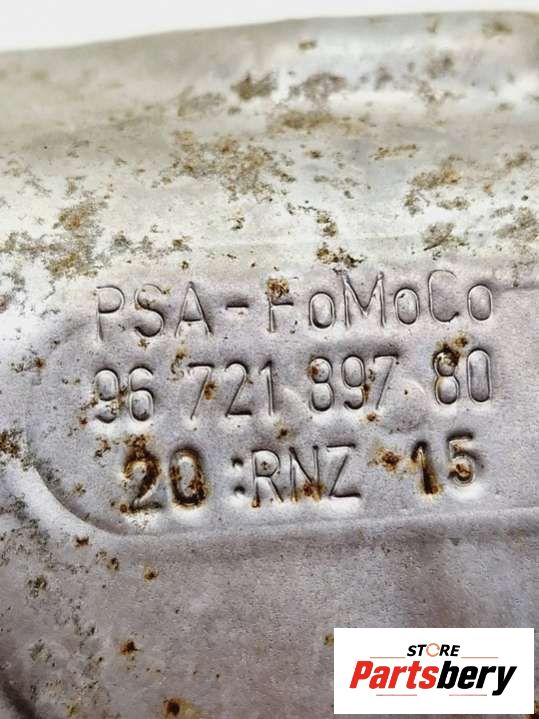 PSA-FoMoCo
96 721 897 80
20 :RNZ 15
STORE
Partsbery